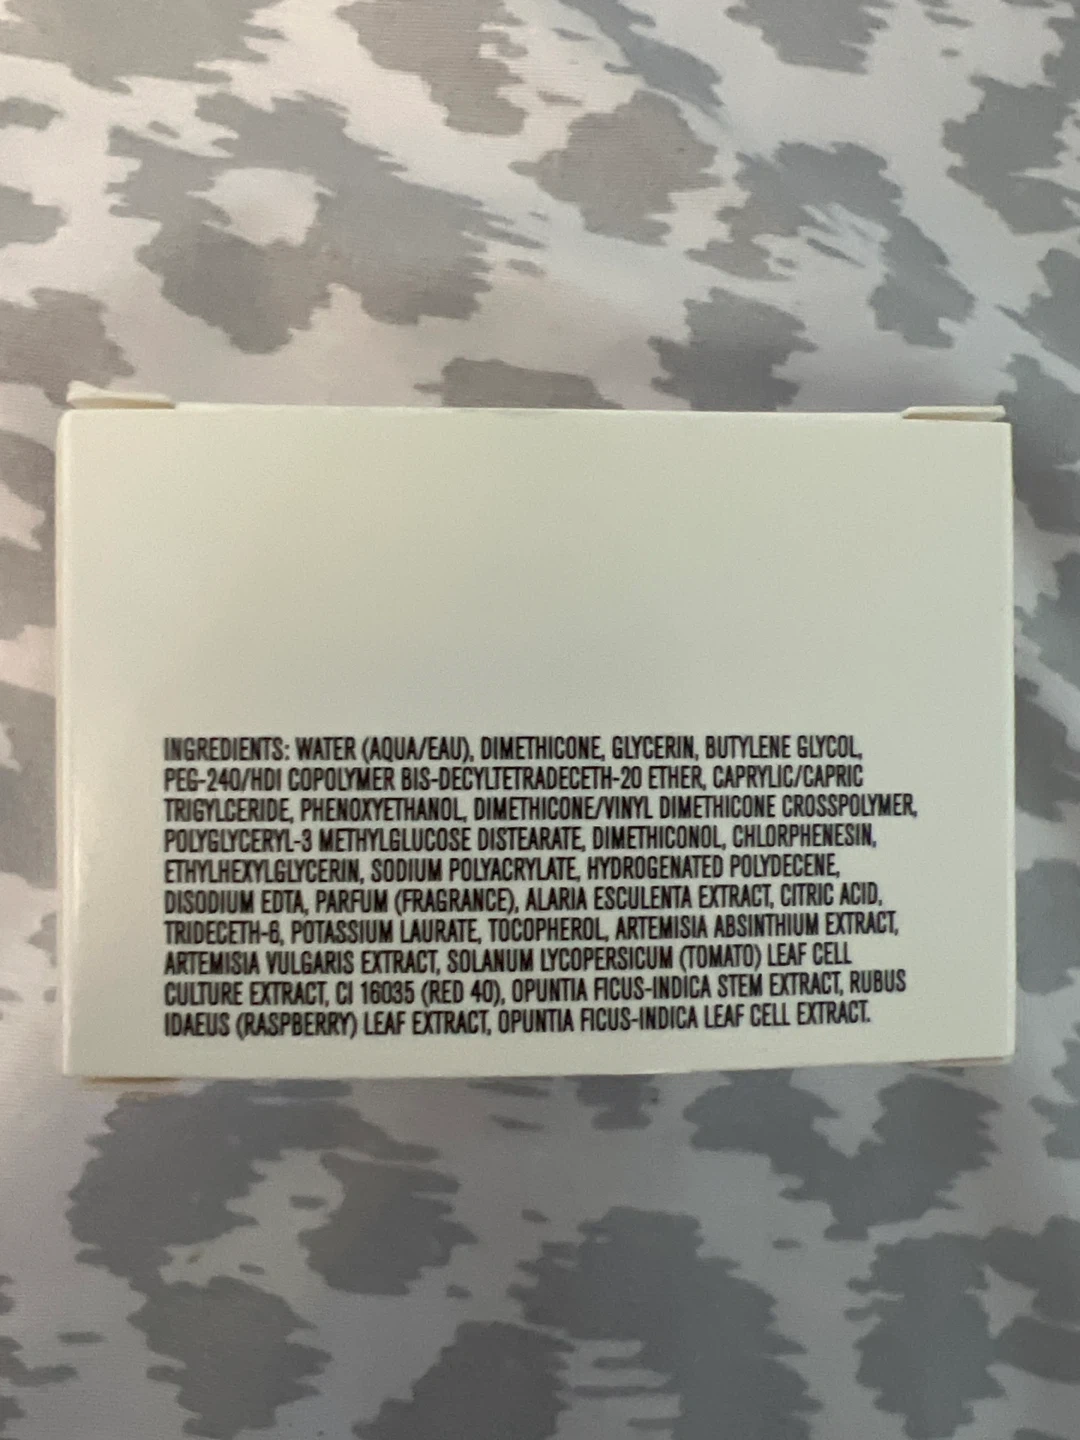 INGREDIENTS: WATER (AQUA/EAU), DIMETHICONE, GLYCERIN, BUTYLENE GLYCOL,
PEG-240/HDI COPOLYMER BIS-DECYLTETRADECETH-20 ETHER, CAPRYLIC/CAPRIC
TRIGYLCERIDE, PHENOXYETHANOL, DIMETHICONE/VINYL DIMETHICONE CROSSPOLYMER,
POLYGLYCERYL-3 METHYLGLUCOSE DISTEARATE, DIMETHICONOL, CHLORPHENESIN,
ETHYLHEXYLGLYCERIN, SODIUM POLYACRYLATE, HYDROGENATED POLYDECENE,
DISODIUM EDTA, PARFUM (FRAGRANCE), ALARIA ESCULENTA EXTRACT, CITRIC ACID,
TRIDECETH-6, POTASSIUM LAURATE, TOCOPHEROL, ARTEMISIA ABSINTHIUM EXTRACT,
ARTEMISIA VULGARIS EXTRACT, SOLANUM LYCOPERSICUM (TOMATO) LEAF CELL
CULTURE EXTRACT, CI 16035 (RED 40), OPUNTIA FICUS-INDICA STEM EXTRACT, RUBUS
IDAEUS (RASPBERRY) LEAF EXTRACT, OPUNTIA FICUS-INDICA LEAF CELL EXTRACT.